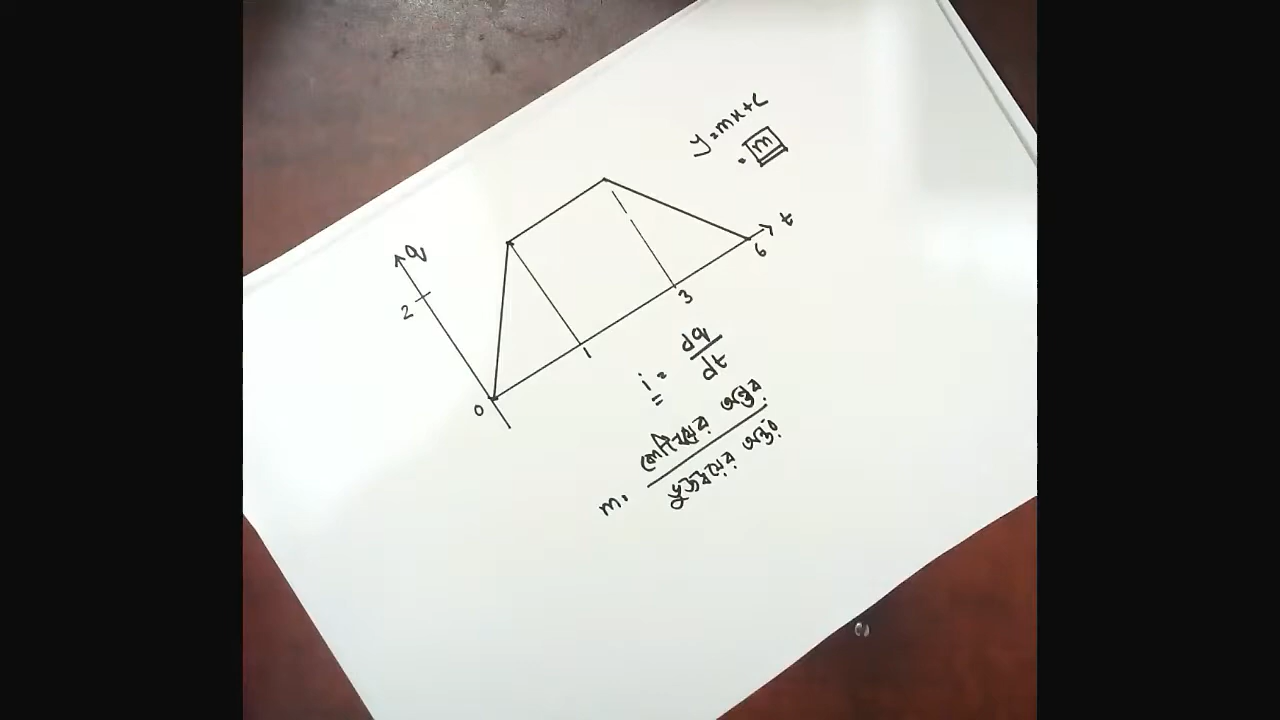 y=mx+c
m
q
2
0
1
3
6
t
i = dq/dt
m = কোটিদ্বয়ের অন্তর / ভুজদ্বয়ের অন্তর